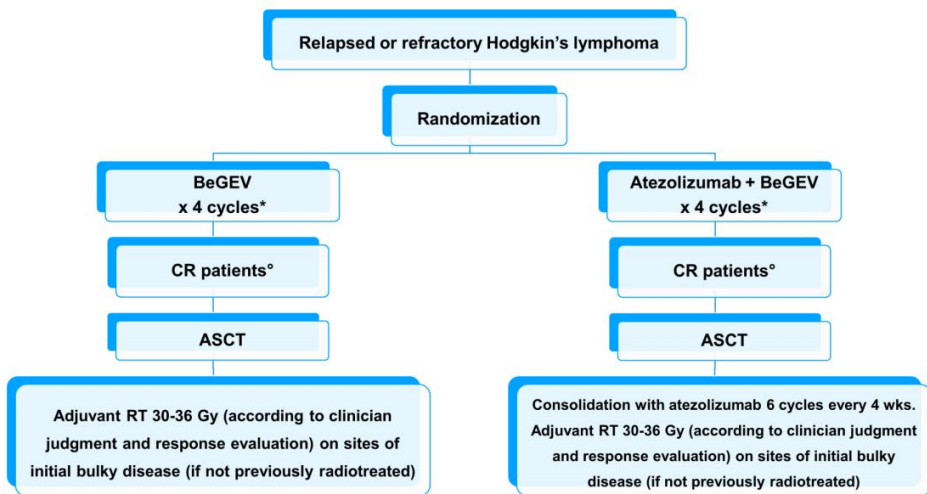 Relapsed or refractory Hodgkin’s lymphoma
Randomization
BeGEV
x 4 cycles*
Atezolizumab + BeGEV
x 4 cycles*
CR patients°
CR patients°
ASCT
ASCT
Adjuvant RT 30-36 Gy (according to clinician
judgment and response evaluation) on sites of
initial bulky disease (if not previously radiotreated)
Consolidation with atezolizumab 6 cycles every 4 wks.
Adjuvant RT 30-36 Gy (according to clinician judgment
and response evaluation) on sites of initial bulky
disease (if not previously radiotreated)